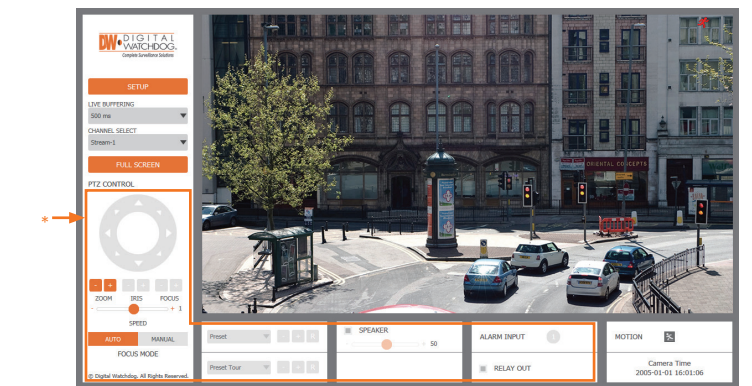 DW DIGITAL
WATCHDOG
Complete Surveillance Solutions
SETUP
LIVE BUFFERING
500 ms
CHANNEL SELECT
Stream-1
FULL SCREEN
PTZ CONTROL
*
- +
ZOOM IRIS FOCUS
- + 1
SPEED
AUTO MANUAL
FOCUS MODE
© Digital Watchdog. All Rights Reserved.
ORIENTAL CONCEPTS
Preset - + R
Preset Tour - + R
SPEAKER
- + 50
ALARM INPUT 1
RELAY OUT
MOTION
Camera Time
2005-01-01 16:01:06